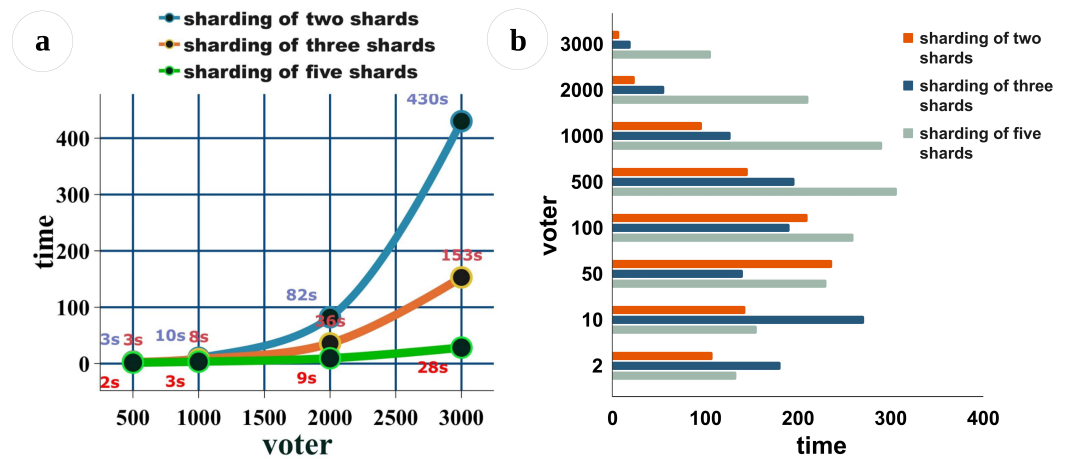 a
sharding of two shards
sharding of three shards
sharding of five shards
430s
400
300
200
100
0
time
153s
82s
36s
3s 3s
10s 8s
2s
3s
9s
28s
500 1000 1500 2000 2500 3000
voter
b
sharding of two
shards
sharding of three
shards
sharding of five
shards
3000
2000
1000
500
100
50
10
2
voter
0 100 200 300 400
time